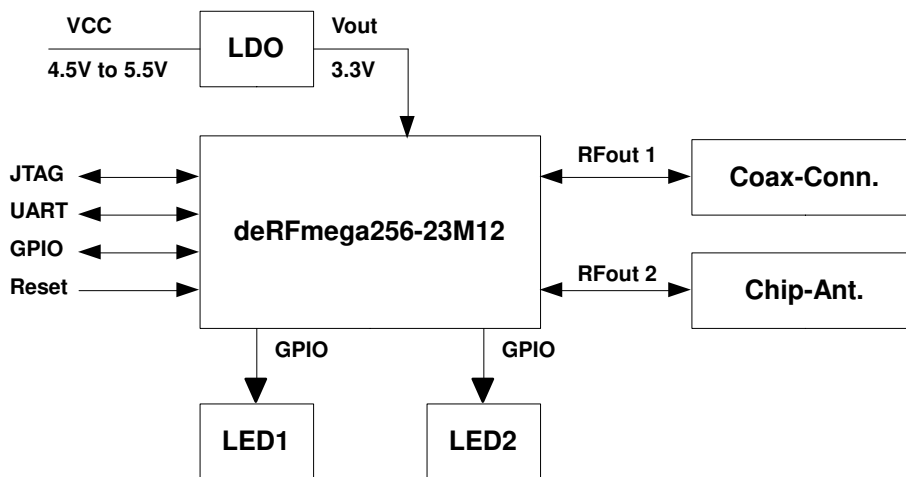 VCC
LDO
Vout
4.5V to 5.5V
3.3V
JTAG
UART
GPIO
Reset
deRFmega256-23M12
RFout 1
Coax-Conn.
RFout 2
Chip-Ant.
GPIO
GPIO
LED1
LED2